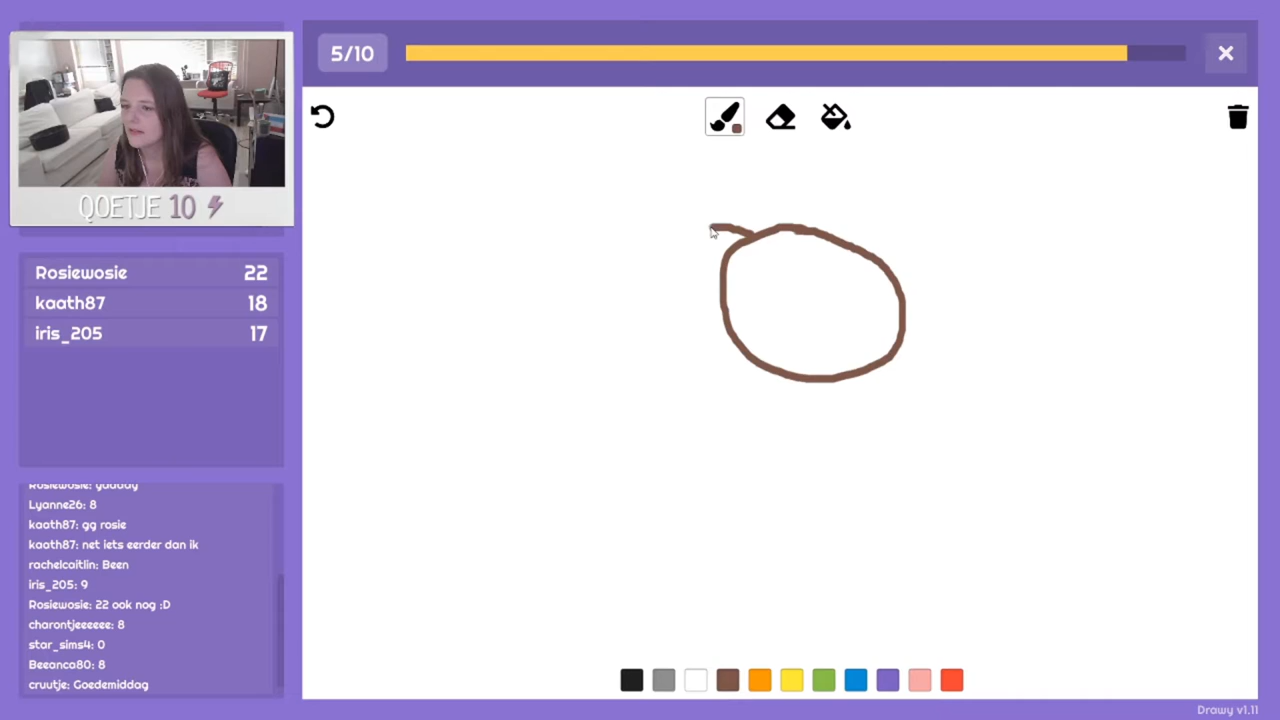 5/10
QOETJE 10
Rosiewosie 22
kaath87 18
iris_205 17
Rosiewosie: yaaaay
Lyanne26: 8
kaath87: gg rosie
kaath87: net iets eerder dan ik
rachelcaitlin: Been
iris_205: 9
Rosiewosie: 22 ook nog :D
charontjeeeeee: 8
star_sims4: 0
Beeanca80: 8
cruutje: Goedemiddag
Drawy v1.11